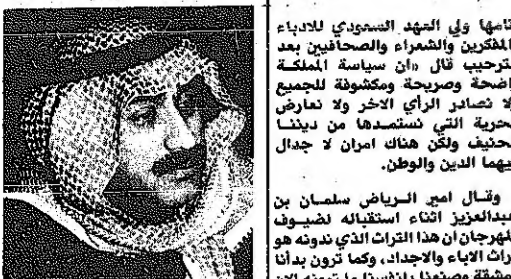 تامها ولي العهد السعودي للادباء
المفكرين والشعراء والصحافيين بعد
ترحيب قال «ان سياسة المملكة
اضحة وصريحة ومكشوفة للجميع
لا تصادر الرأي الاخر ولا نعارض
لحرية التي نستمدها من ديننا
لحنيف ولكن هناك امران لا جدال
يهما الدين والوطن.
وقال امير الرياض سلمان بن
عبدالعزيز اثناء استقباله لضيوف
لمهرجان ان هذا التراث الذي ندونه هو
راث الاباء والاجداد، وكما ترون بدأنا